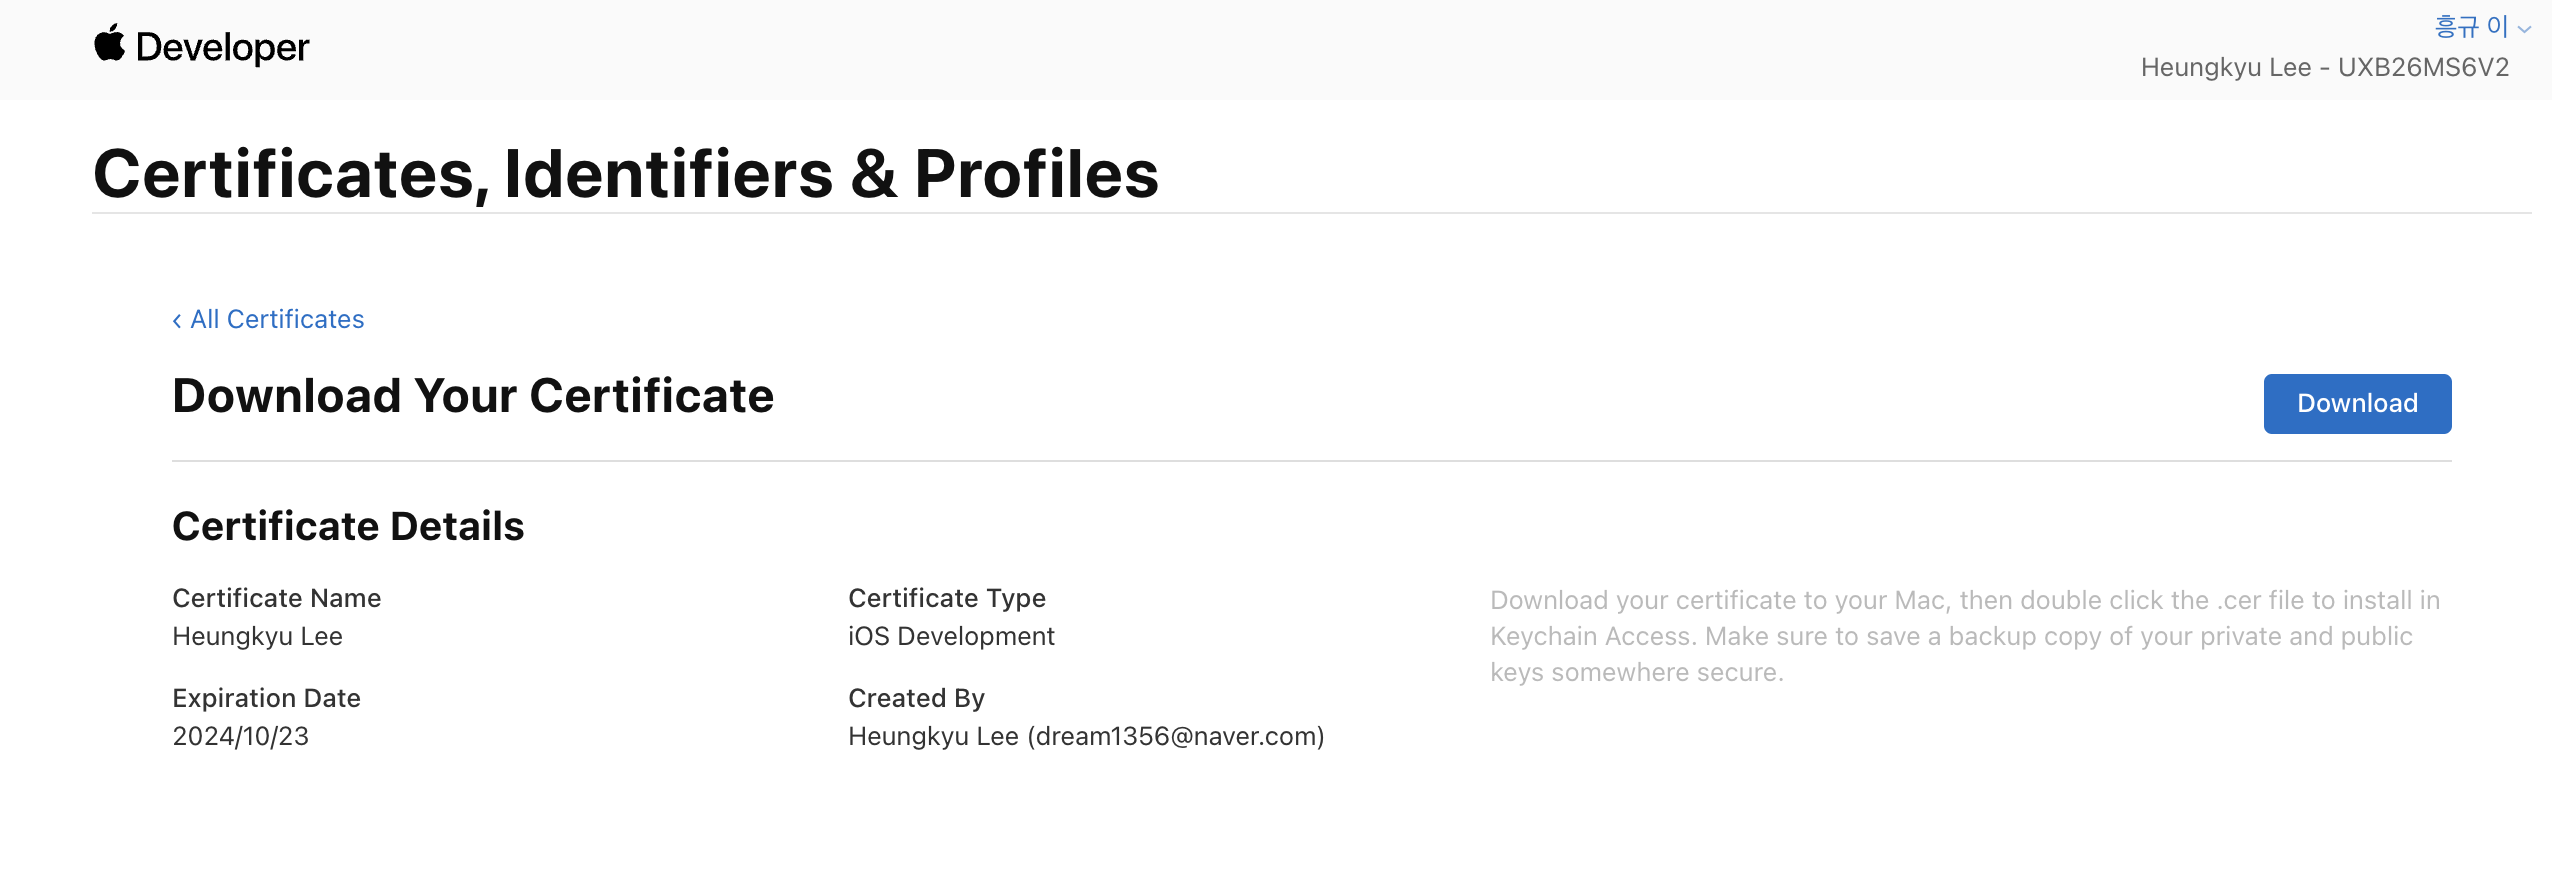 Developer
흥규 이
Heungkyu Lee - UXB26MS6V2
Certificates, Identifiers & Profiles
‹ All Certificates
Download Your Certificate
Download
Certificate Details
Certificate Name
Heungkyu Lee
Certificate Type
iOS Development
Download your certificate to your Mac, then double click the .cer file to install in
Keychain Access. Make sure to save a backup copy of your private and public
keys somewhere secure.
Expiration Date
2024/10/23
Created By
Heungkyu Lee (dream1356@naver.com)